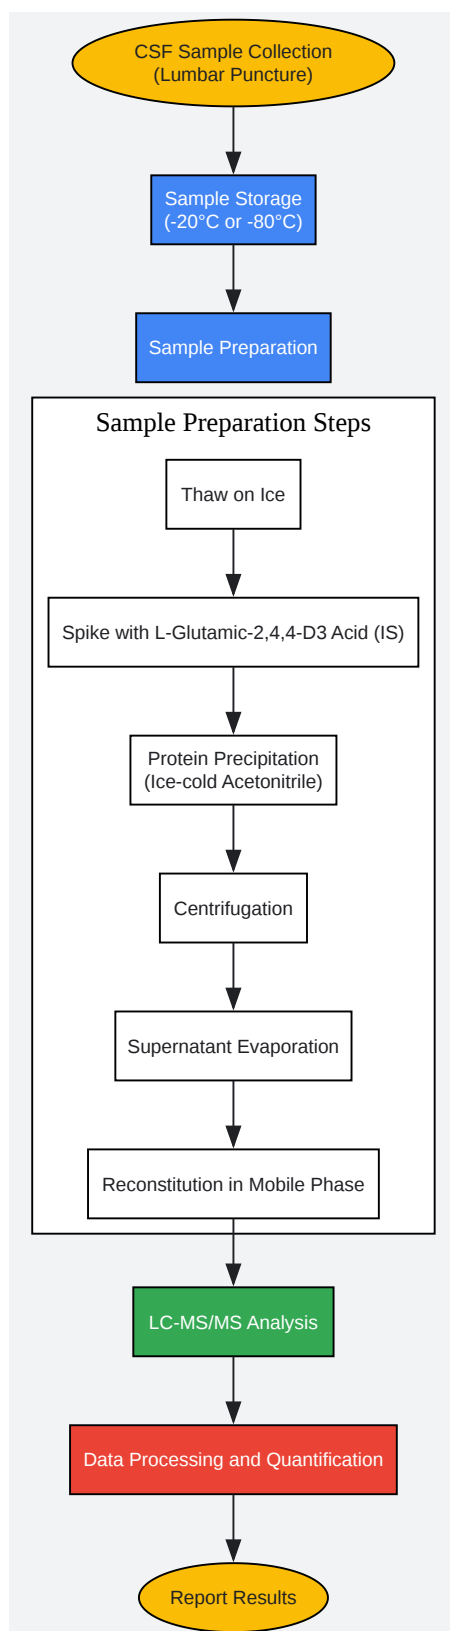 CSF Sample Collection
(Lumbar Puncture)
Sample Storage
(-20°C or -80°C)
Sample Preparation
Sample Preparation Steps
Thaw on Ice
Spike with L-Glutamic-2,4,4-D3 Acid (IS)
Protein Precipitation
(Ice-cold Acetonitrile)
Centrifugation
Supernatant Evaporation
Reconstitution in Mobile Phase
LC-MS/MS Analysis
Data Processing and Quantification
Report Results